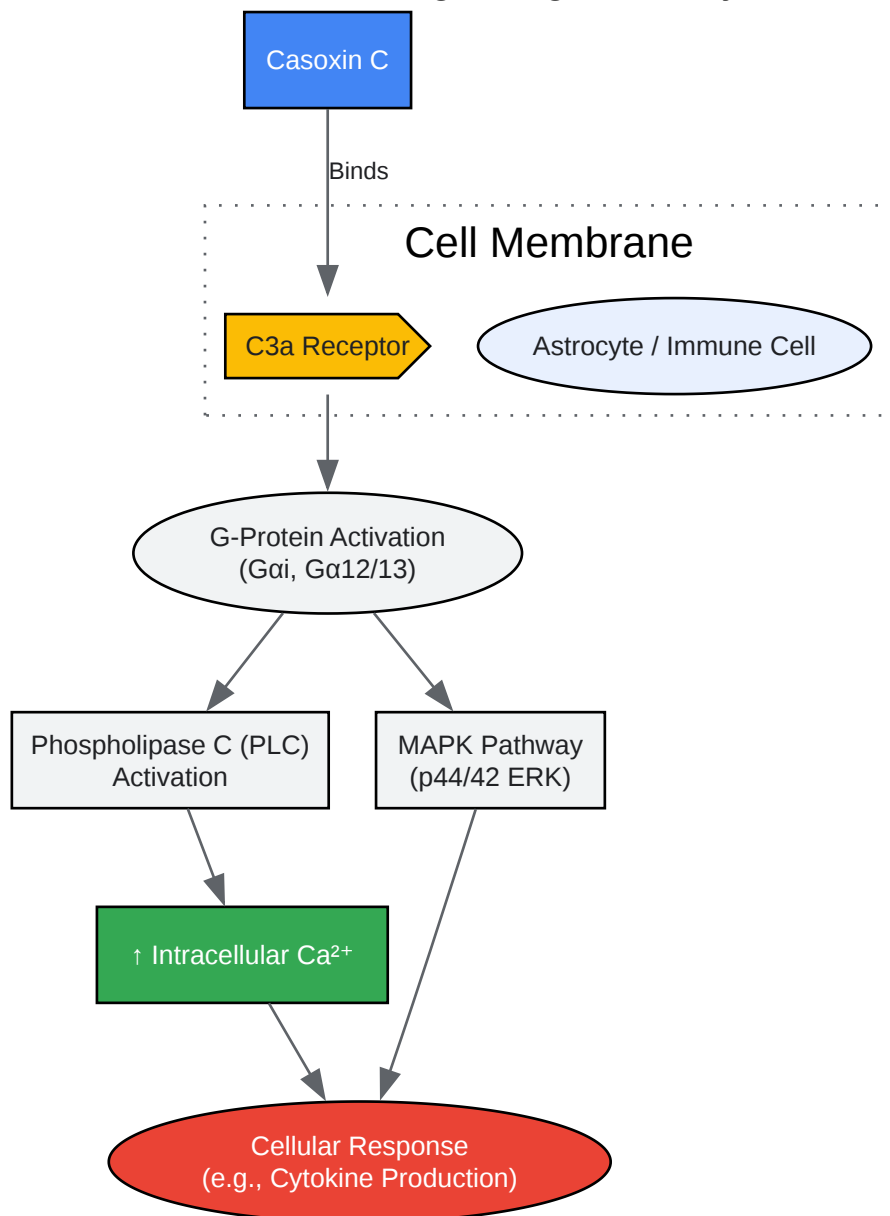 Casoxin C
Binds
Cell Membrane
C3a Receptor
Astrocyte / Immune Cell
G-Protein Activation
(Gαi, Gα12/13)
Phospholipase C (PLC)
Activation
MAPK Pathway
(p44/42 ERK)
↑ Intracellular Ca²⁺
Cellular Response
(e.g., Cytokine Production)